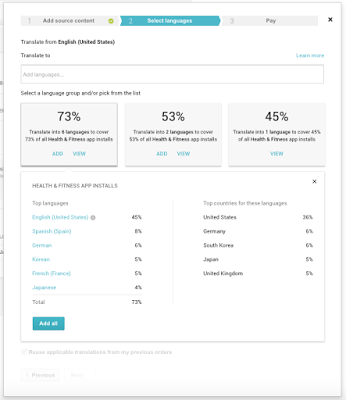 1 Add source content
2 Select languages
3 Pay
Translate from English (United States)
Translate to
Learn more
Add languages...
Select a language group and/or pick from the list
73%
Translate into 6 languages to cover
73% of all Health & Fitness app installs
ADD VIEW
53%
Translate into 2 languages to cover
53% of all Health & Fitness app installs
ADD VIEW
45%
Translate into 1 language to cover 45%
of all Health & Fitness app installs
VIEW
HEALTH & FITNESS APP INSTALLS
Top languages
English (United States) 45%
Spanish (Spain) 8%
German 6%
Korean 5%
French (France) 5%
Japanese 4%
Total 73%
Add all
Top countries for these languages
United States 36%
Germany 6%
South Korea 6%
Japan 5%
United Kingdom 5%
Reuse applicable translations from my previous orders
Previous
Next